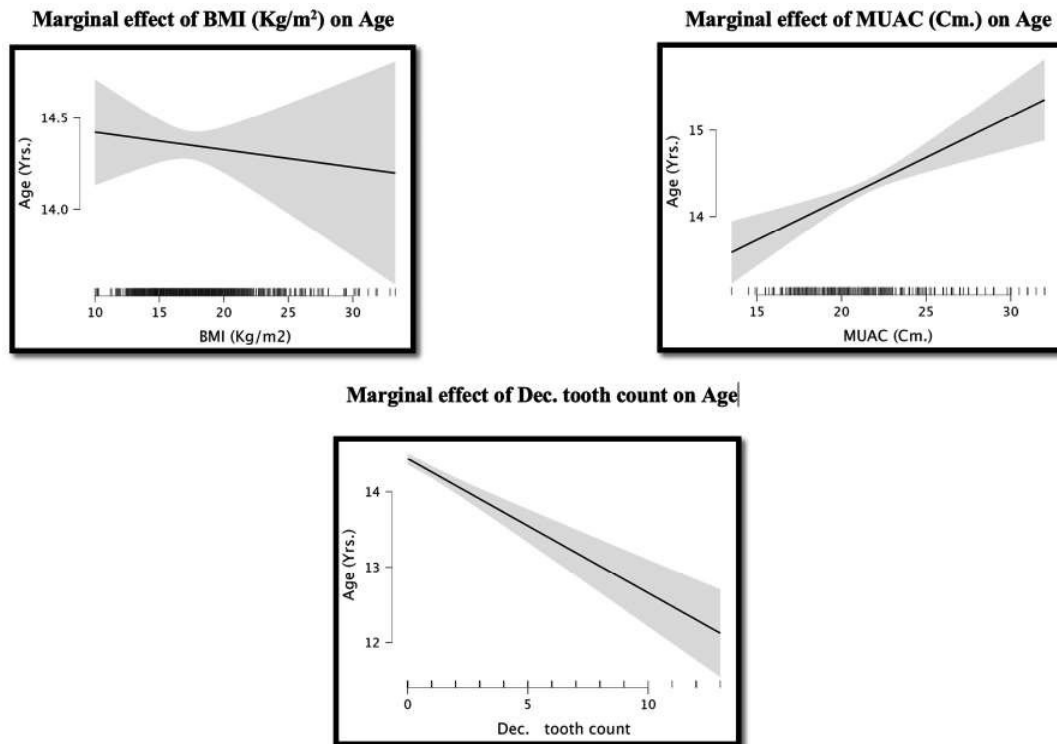 Marginal effect of BMI (Kg/m²) on Age
14.5
14.0
Age (Yrs.)
10 15 20 25 30
BMI (Kg/m2)
Marginal effect of MUAC (Cm.) on Age
15
14
Age (Yrs.)
15 20 25 30
MUAC (Cm.)
Marginal effect of Dec. tooth count on Age
14
13
12
Age (Yrs.)
0 5 10
Dec. tooth count